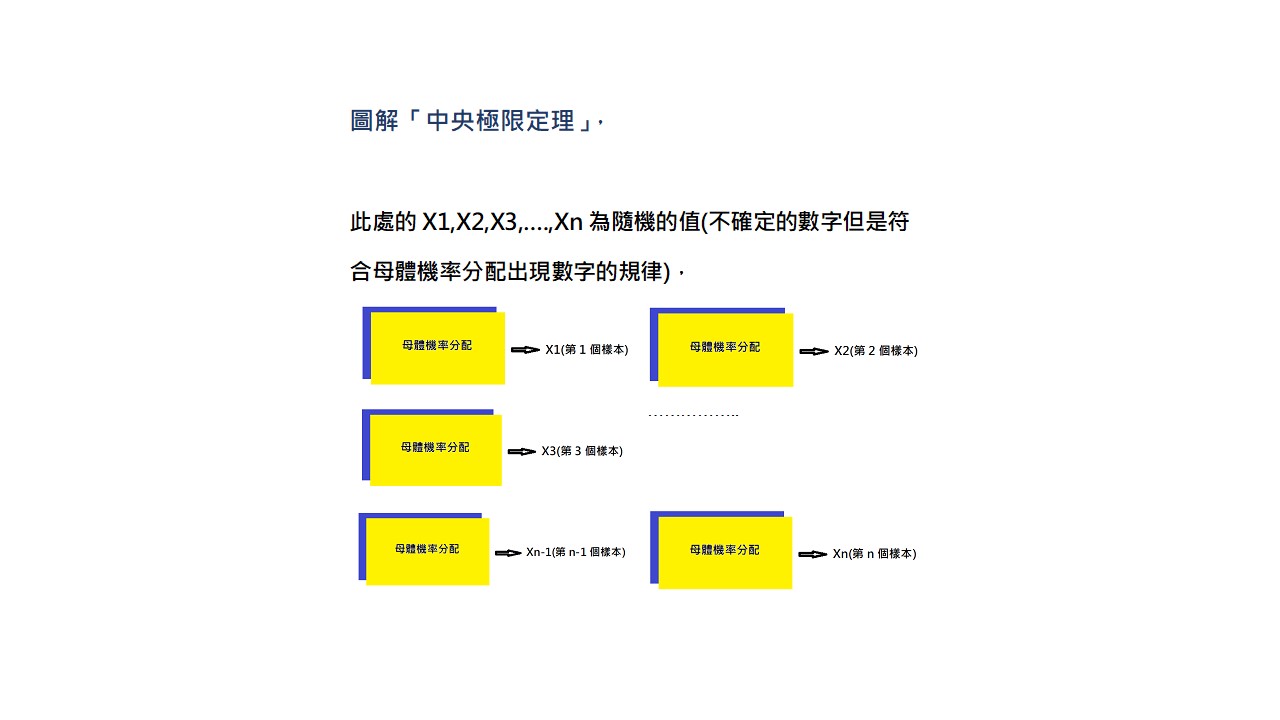 圖解「中央極限定理」,
此處的 X1,X2,X3,....,Xn 為隨機的值(不確定的數字但是符
合母體機率分配出現數字的規律),
母體機率分配
X1(第 1 個樣本)
母體機率分配
X2(第 2 個樣本)
母體機率分配
X3(第 3 個樣本)
.................
母體機率分配
Xn-1(第 n-1 個樣本)
母體機率分配
Xn(第 n 個樣本)